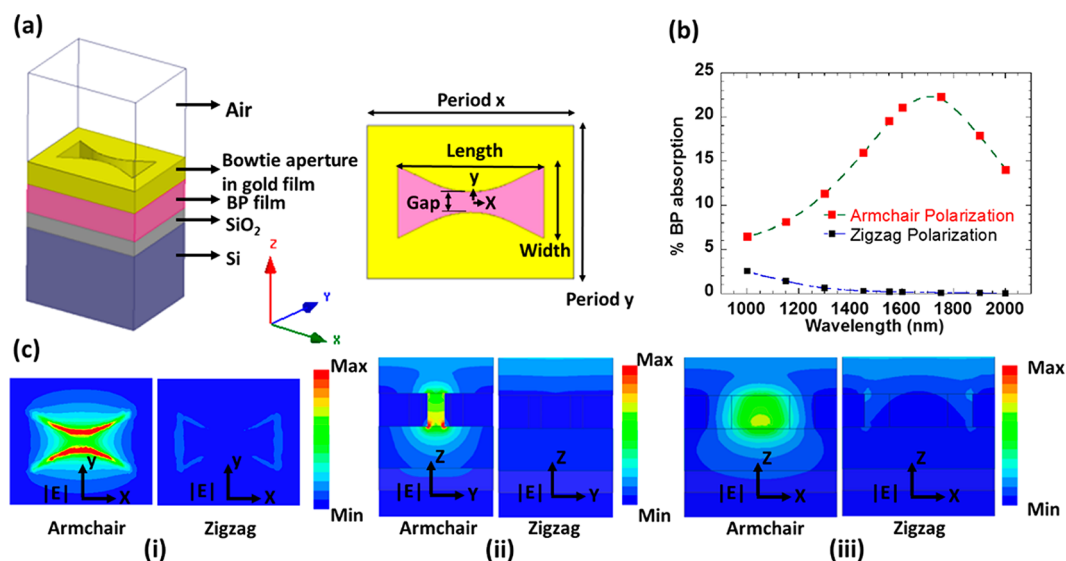 (a)
Air
Bowtie aperture
in gold film
BP film
SiO₂
Si
Z
Y
X
Period x
Length
y
Gap
X
Width
Period y
(b)
25
20
15
10
5
0
% BP absorption
Armchair Polarization
Zigzag Polarization
1000 1200 1400 1600 1800 2000
Wavelength (nm)
(c)
Max
Min
y
|E|
X
Armchair
y
|E|
X
Zigzag
(i)
Max
Min
Z
|E|
Y
Armchair
Z
|E|
Y
Zigzag
(ii)
Max
Min
Z
|E|
X
Armchair
Z
|E|
X
Zigzag
(iii)